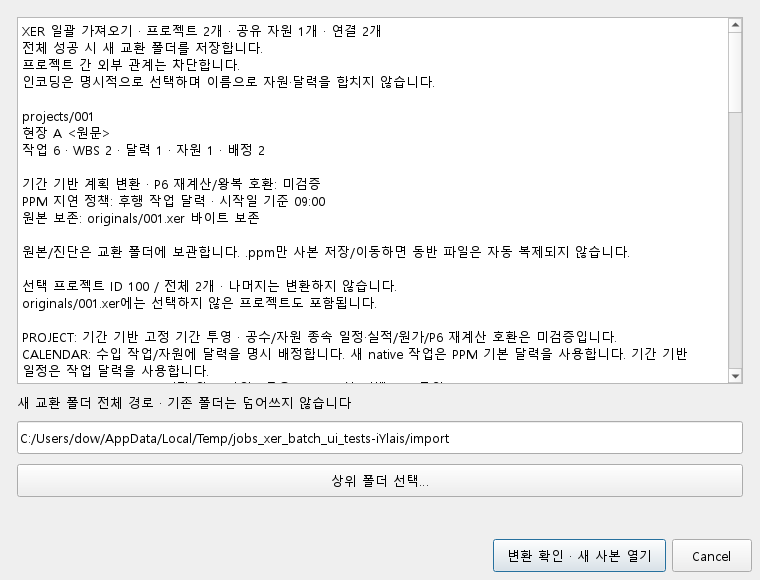 XER 일괄 가져오기 · 프로젝트 2개 · 공유 자원 1개 · 연결 2개
전체 성공 시 새 교환 폴더를 저장합니다.
프로젝트 간 외부 관계는 차단합니다.
인코딩은 명시적으로 선택하며 이름으로 자원·달력을 합치지 않습니다.
projects/001
현장 A <원문>
작업 6 · WBS 2 · 달력 1 · 자원 1 · 배정 2
기간 기반 계획 변환 · P6 재계산/왕복 호환: 미검증
PPM 지연 정책: 후행 작업 달력 · 시작일 기준 09:00
원본 보존: originals/001.xer 바이트 보존
원본/진단은 교환 폴더에 보관합니다. .ppm만 사본 저장/이동하면 동반 파일은 자동 복제되지 않습니다.
선택 프로젝트 ID 100 / 전체 2개 · 나머지는 변환하지 않습니다.
originals/001.xer에는 선택하지 않은 프로젝트도 포함됩니다.
PROJECT: 기간 기반 고정 기간 투영 · 공수/자원 종속 일정·실적/원가/P6 재계산 호환은 미검증입니다.
CALENDAR: 수입 작업/자원에 달력을 명시 배정합니다. 새 native 작업은 PPM 기본 달력을 사용합니다. 기간 기반
일정은 작업 달력을 사용합니다.
새 교환 폴더 전체 경로 · 기존 폴더는 덮어쓰지 않습니다
C:/Users/dow/AppData/Local/Temp/jobs_xer_batch_ui_tests-iYlais/import
상위 폴더 선택...
변환 확인 · 새 사본 열기
Cancel